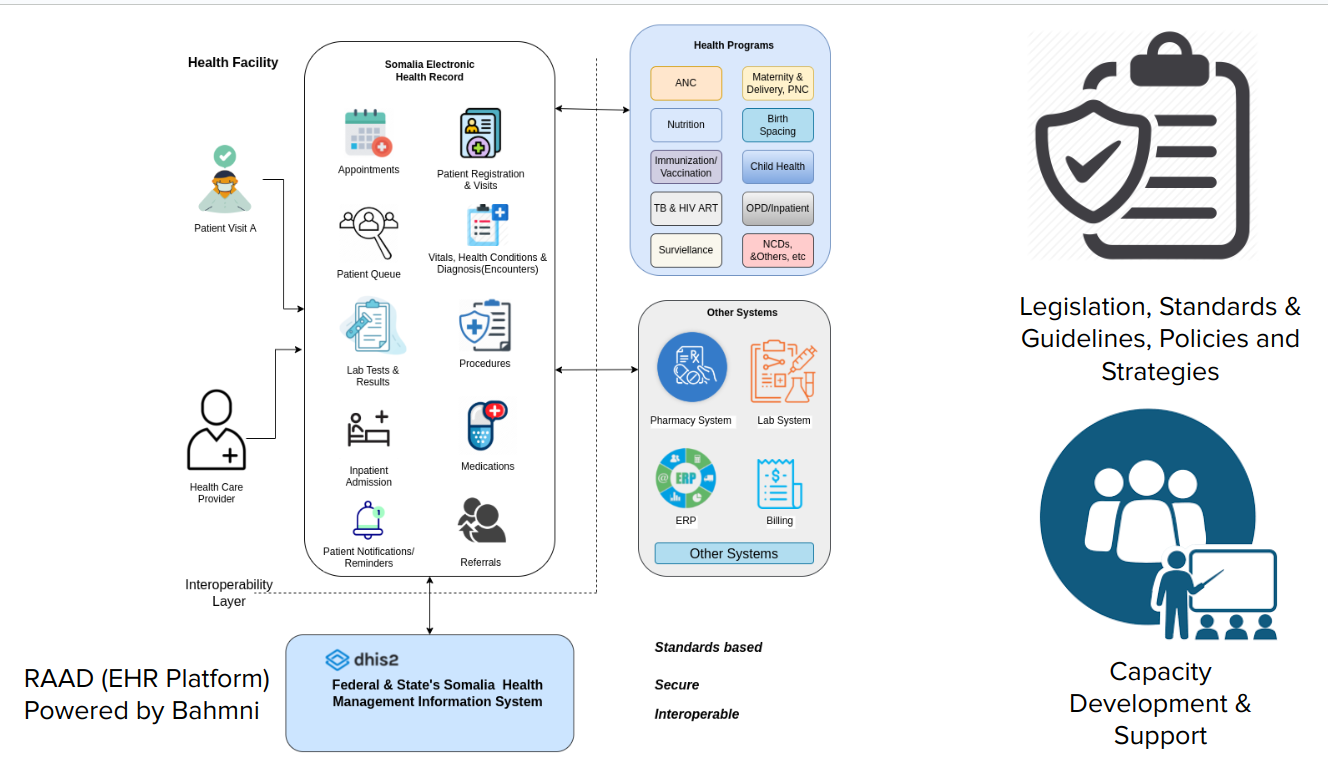 Health Facility
Patient Visit A
Health Care
Provider
Interoperability
Layer
Somalia Electronic
Health Record
Appointments
Patient Registration
& Visits
Patient Queue
Vitals, Health Conditions &
Diagnosis(Encounters)
Lab Tests &
Results
Procedures
Inpatient
Admission
Medications
1
Patient Notifications/
Reminders
Referrals
Health Programs
ANC
Maternity &
Delivery, PNC
Nutrition
Birth
Spacing
Immunization/
Vaccination
Child Health
TB & HIV ART
OPD/Inpatient
Surviellance
NCDs,
&Others, etc
Other Systems
Rx
Pharmacy System
Lab System
ERP
ERP
-$-
Billing
Other Systems
dhis2
Federal & State's Somalia Health
Management Information System
Standards based
Secure
Interoperable
RAAD (EHR Platform)
Powered by Bahmni
Legislation, Standards &
Guidelines, Policies and
Strategies
Capacity
Development &
Support